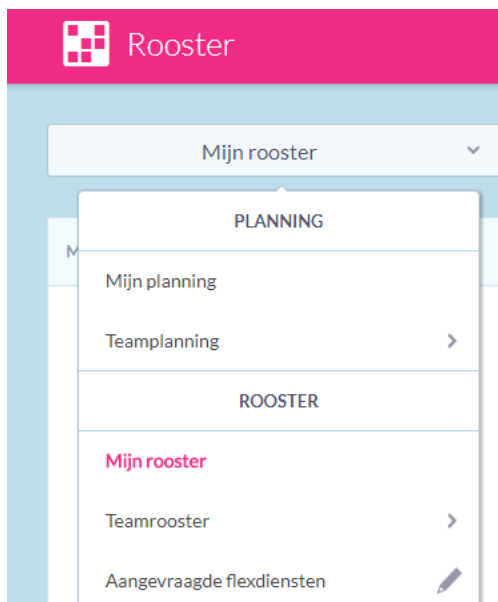 Rooster
Mijn rooster
PLANNING
M
Mijn planning
Teamplanning
ROOSTER
Mijn rooster
Teamrooster
Aangevraagde flexdiensten